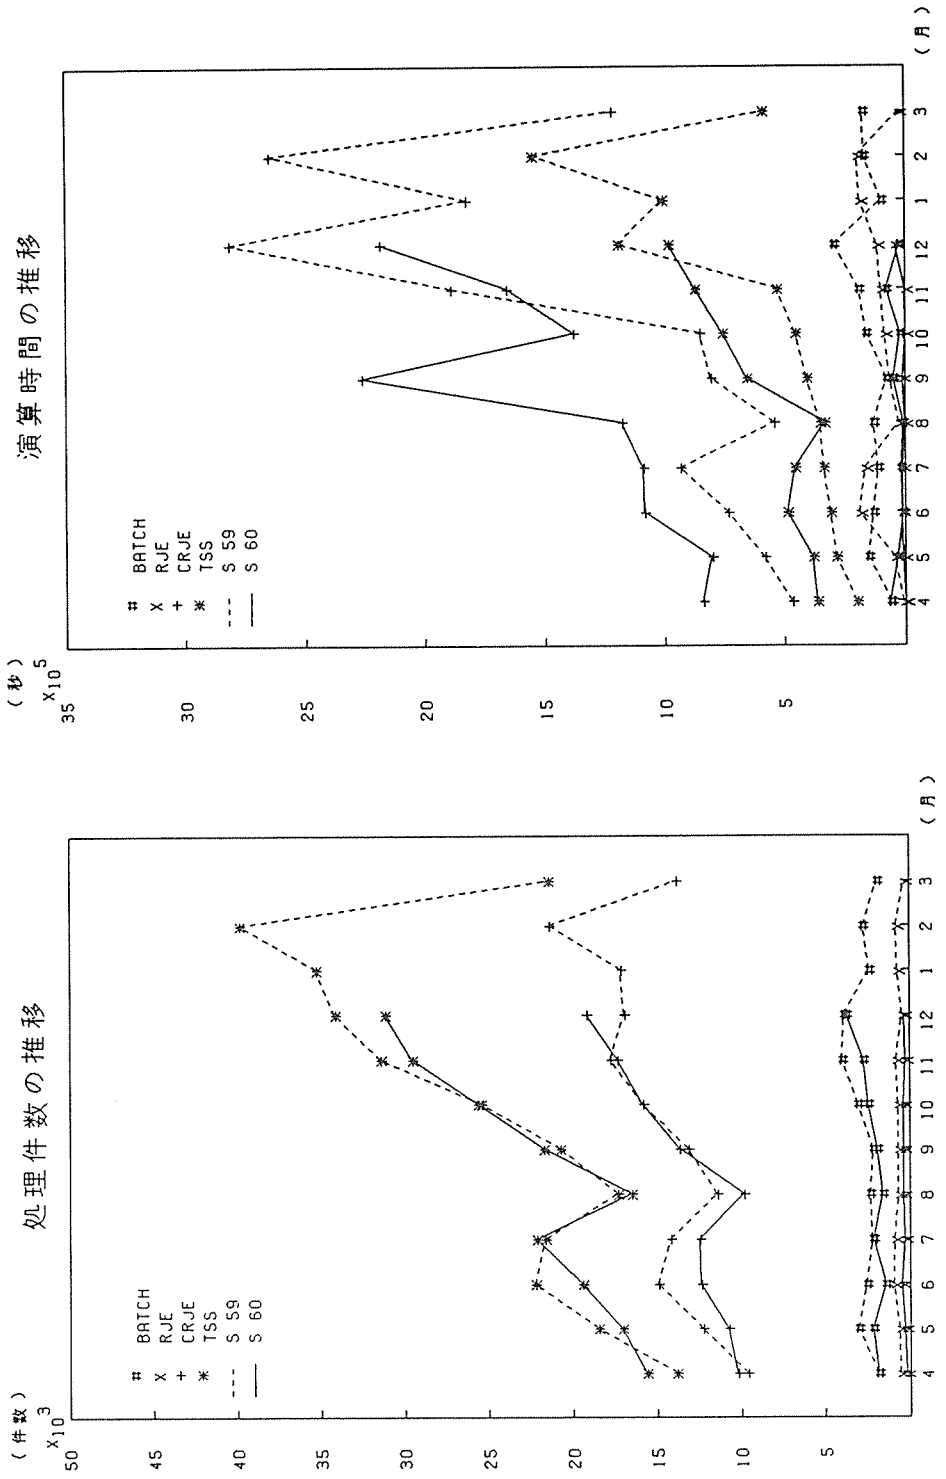 処理件数の推移
(件数)
X10 3
50
45
40
35
30
25
20
15
10
5
# BATCH
X RJE
+ CRJE
* TSS
---- S 59
—— S 60
4 5 6 7 8 9 10 11 12 1 2 3
(月)
演算時間の推移
(秒)
X10 5
35
30
25
20
15
10
5
# BATCH
X RJE
+ CRJE
* TSS
---- S 59
—— S 60
4 5 6 7 8 9 10 11 12 1 2 3
(月)